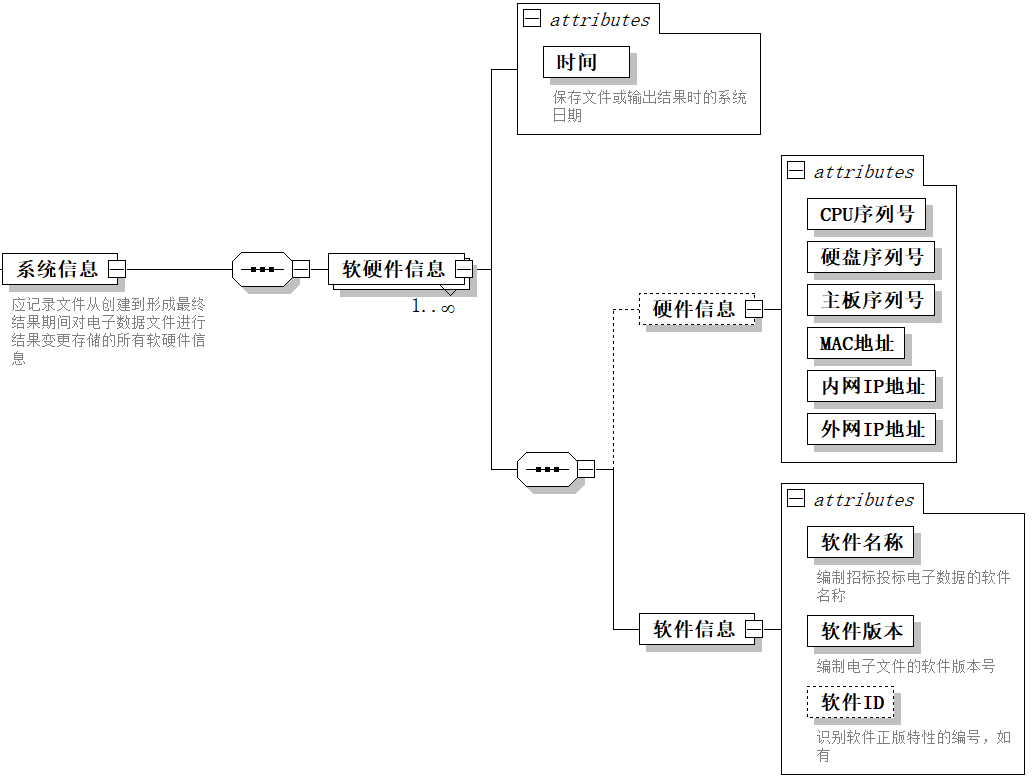 attributes
时间
保存文件或输出结果时的系统
日期
系统信息
应记录文件从创建到形成最终
结果期间对电子数据文件进行
结果变更存储的所有软硬件信
息
软硬件信息
1..∞
硬件信息
attributes
CPU序列号
硬盘序列号
主板序列号
MAC地址
内网IP地址
外网IP地址
软件信息
attributes
软件名称
编制招标投标电子数据的软件
名称
软件版本
编制电子文件的软件版本号
软件ID
识别软件正版特性的编号，如
有